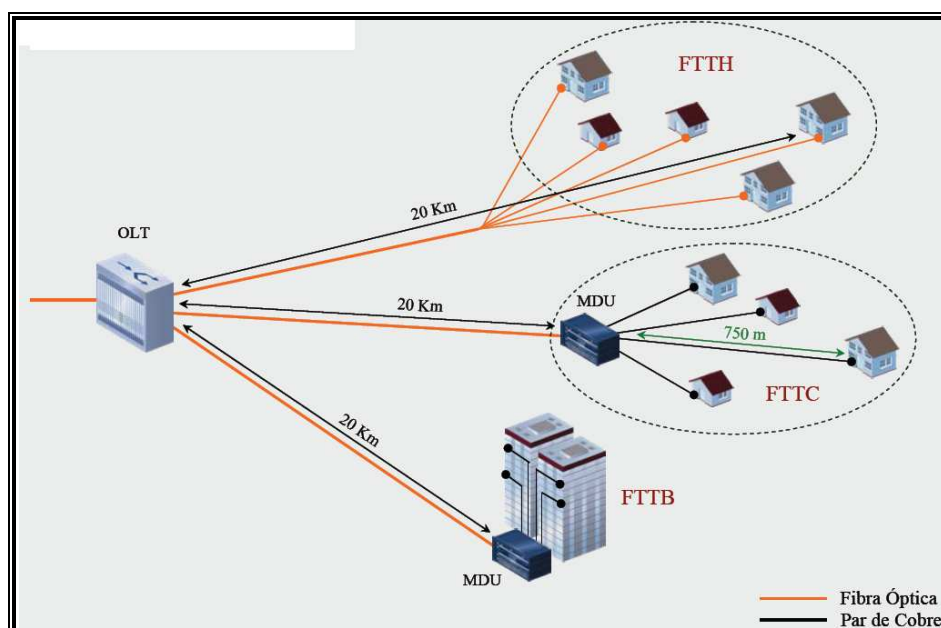 FTTH
20 Km
OLT
20 Km
MDU
750 m
FTTC
20 Km
FTTB
MDU
Fibra Óptica
Par de Cobre